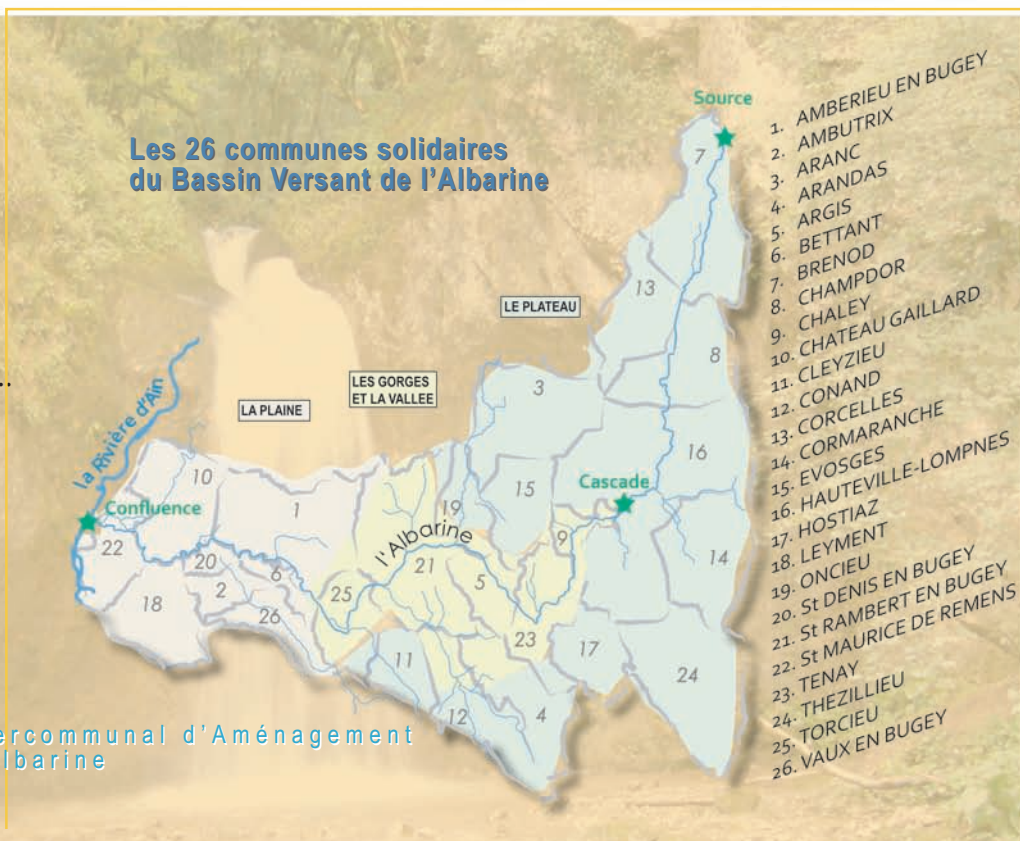 Les 26 communes solidaires
du Bassin Versant de l'Albarine
Source
7
13
LE PLATEAU
8
..
3
LES GORGES
ET LA VALLEE
LA PLAINE
la Rivière d'Ain
16
10
Cascade
15
1
19
Confluence
9
l'Albarine
22
14
20
21
5
6
2
25
18
26
23
17
11
24
12
4
1. AMBERIEU EN BUGEY
2. AMBUTRIX
3. ARANC
4. ARANDAS
5. ARGIS
6. BETTANT
7. BRENOD
8. CHAMPDOR
9. CHALEY
10. CHATEAU GAILLARD
11. CLEYZIEU
12. CONAND
13. CORCELLES
14. CORMARANCHE
15. EVOSGES
16. HAUTEVILLE-LOMPNES
17. HOSTIAZ
18. LEYMENT
19. ONCIEU
20. St DENIS EN BUGEY
21. St RAMBERT EN BUGEY
22. St MAURICE DE REMENS
23. TENAY
24. THEZILLIEU
25. TORCIEU
26. VAUX EN BUGEY
ercommunal d'Aménagement
lbarine